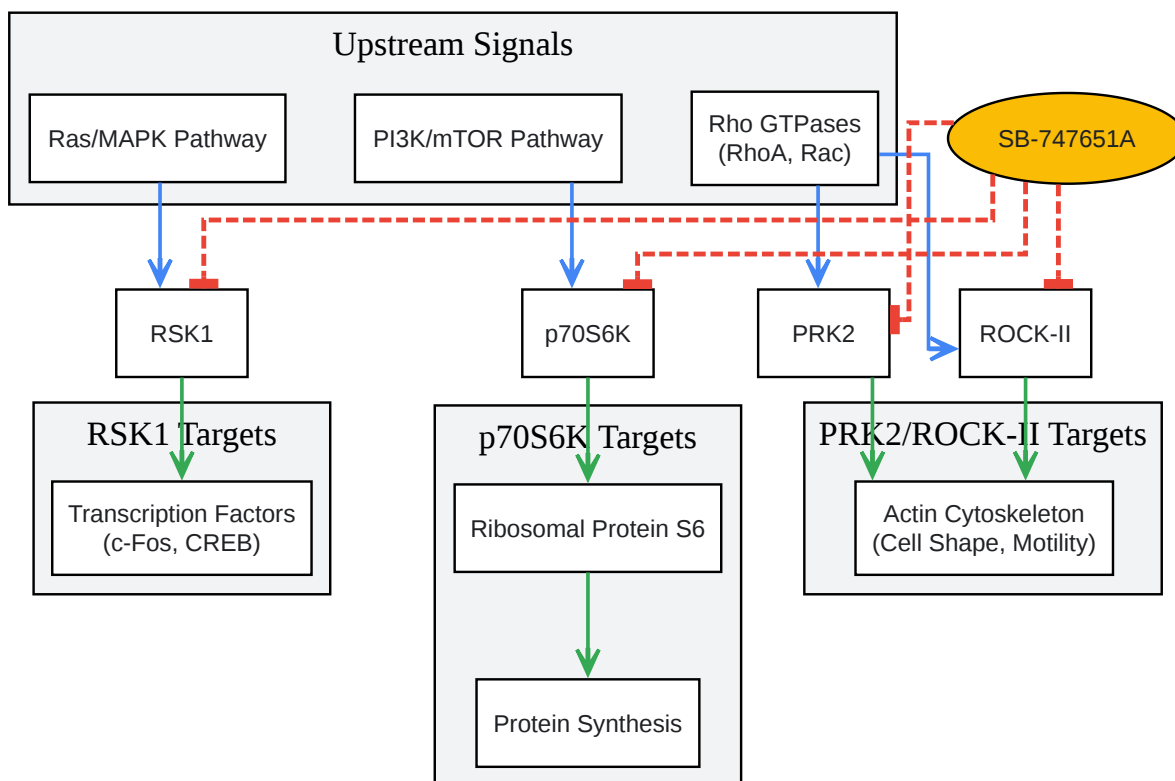 Upstream Signals
Ras/MAPK Pathway
PI3K/mTOR Pathway
Rho GTPases
(RhoA, Rac)
SB-747651A
RSK1
p70S6K
PRK2
ROCK-II
RSK1 Targets
p70S6K Targets
PRK2/ROCK-II Targets
Transcription Factors
(c-Fos, CREB)
Ribosomal Protein S6
Actin Cytoskeleton
(Cell Shape, Motility)
Protein Synthesis